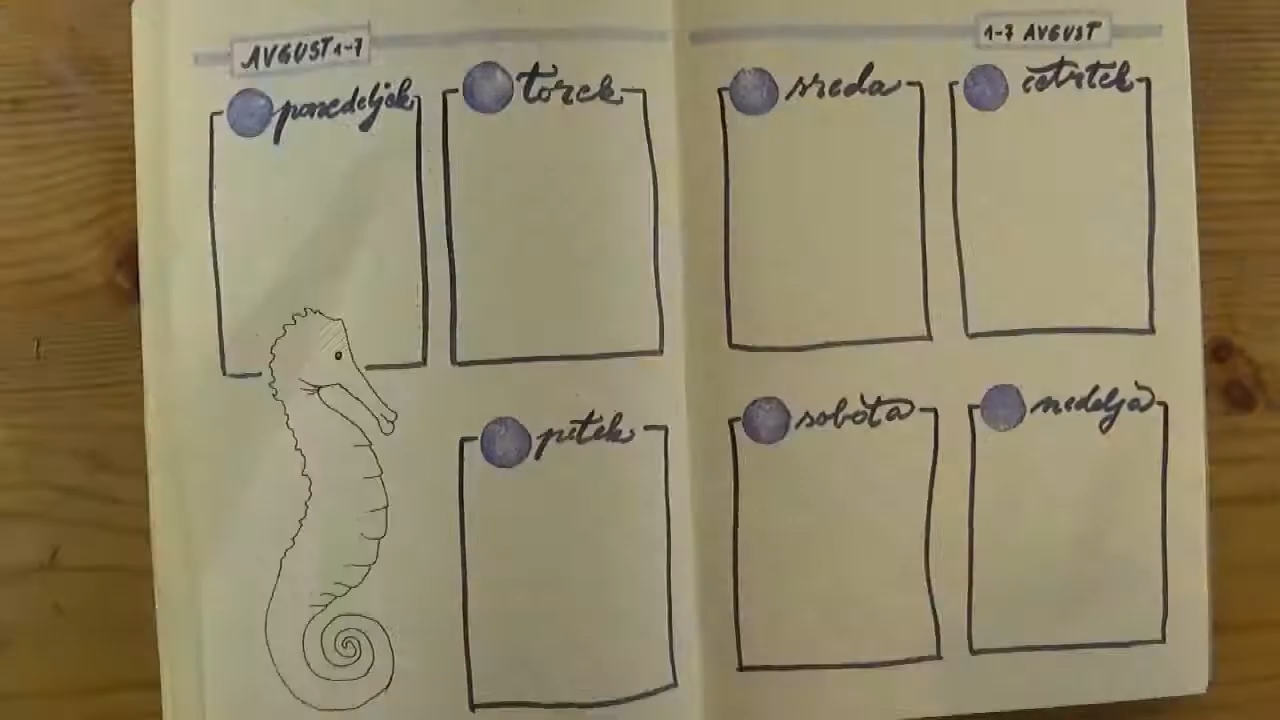 AVGUST 1-7
ponedeljek
torek
petek
1-7 AVGUST
sreda
četrtek
sobota
nedelja